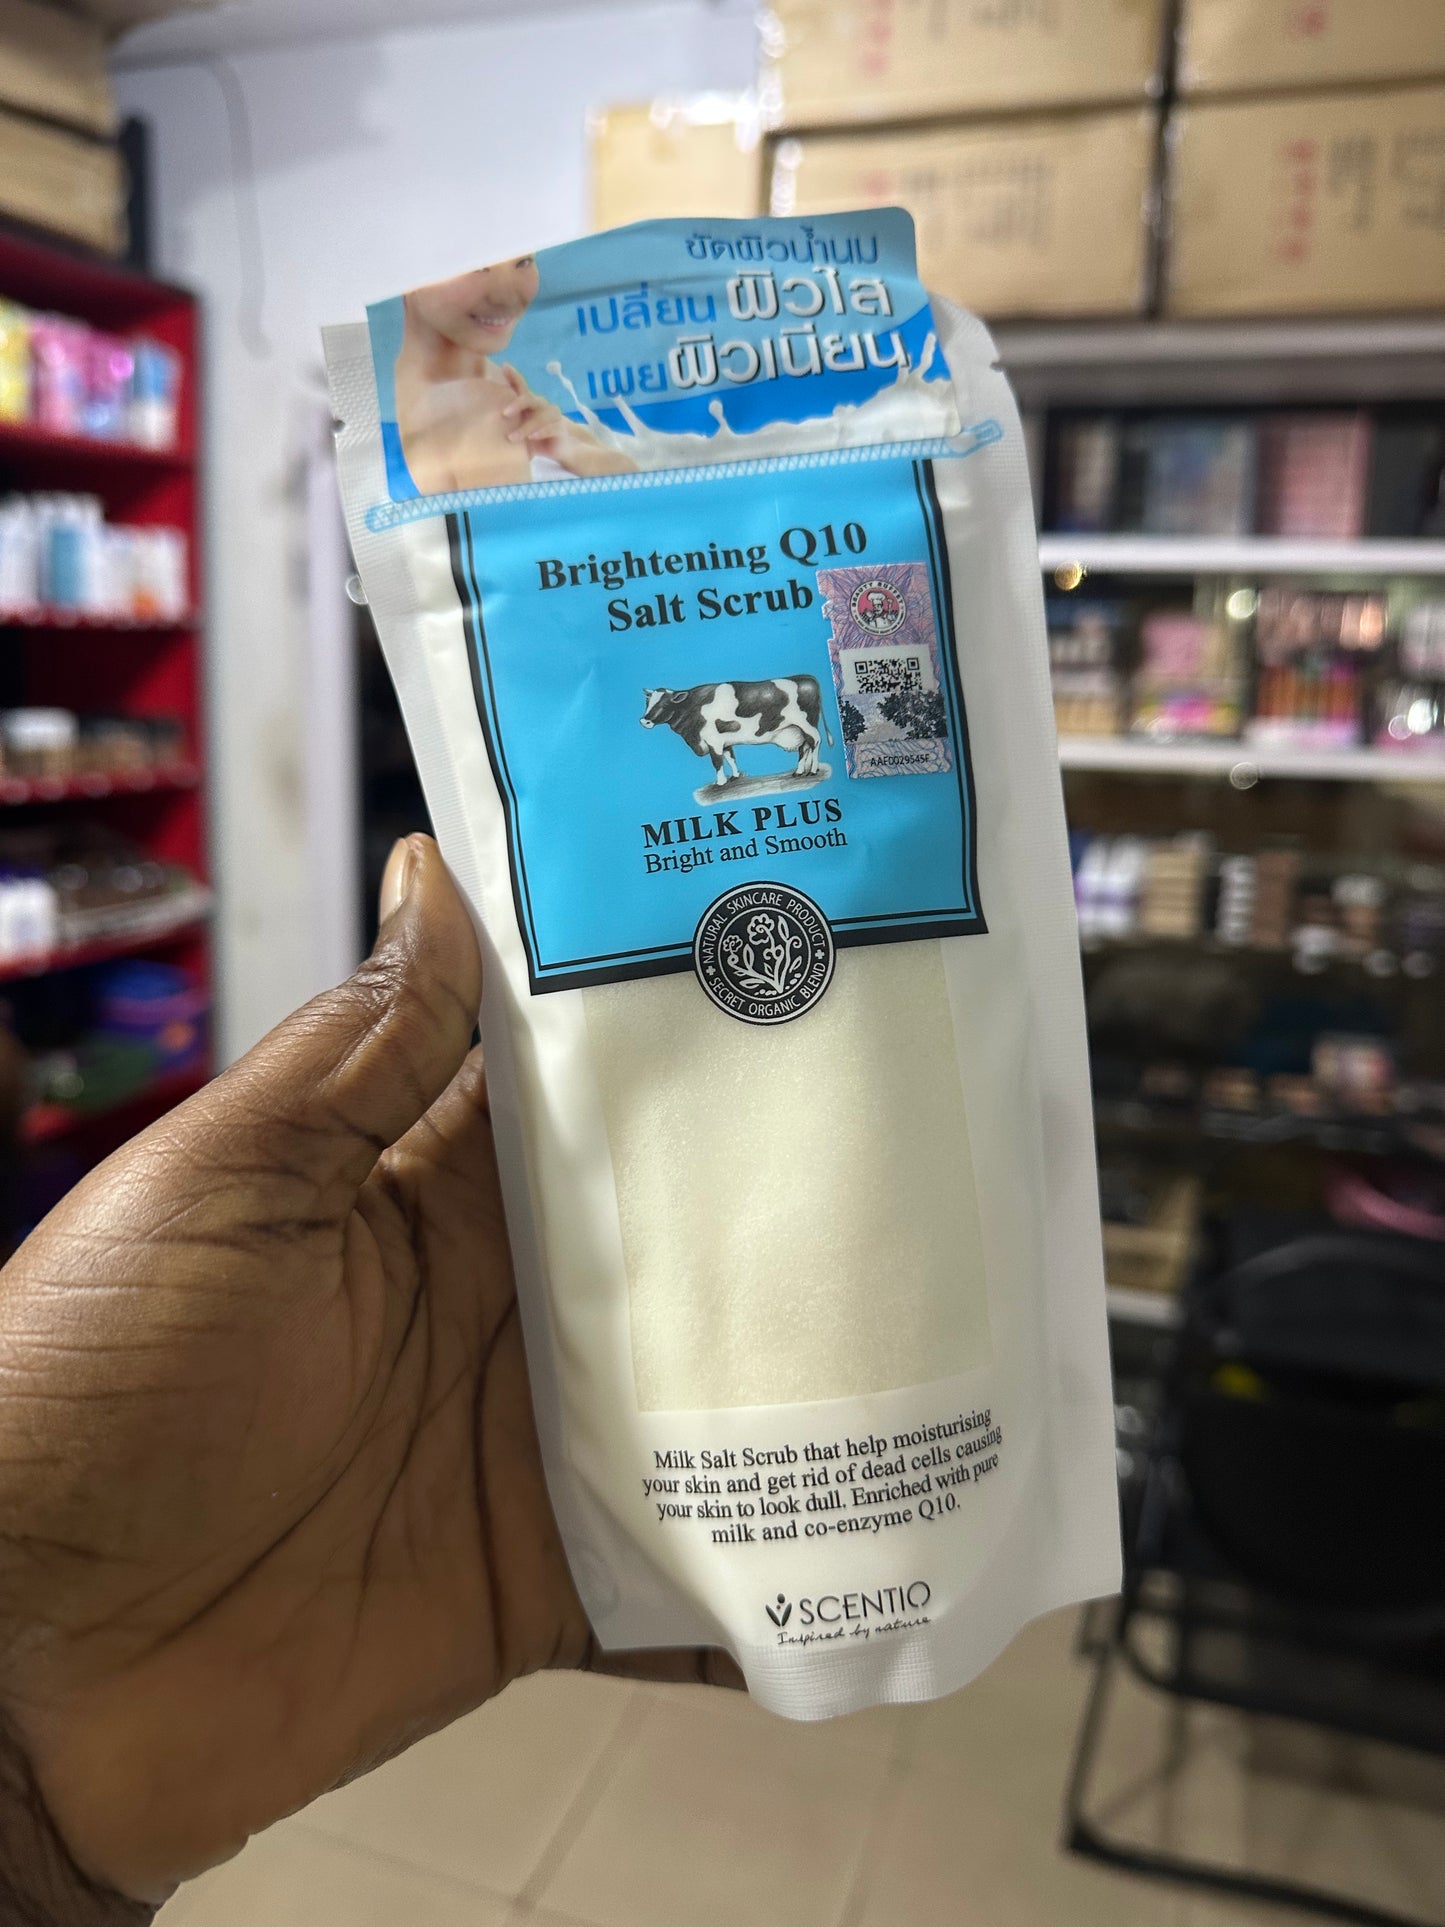 ขัดผิวน้ำนม
เปลี่ยน ผิวใส
เผยผิวเนียน
Brightening Q10
Salt Scrub
BEAUTY BUFFET
AAF0029545F
MILK PLUS
Bright and Smooth
NATURAL SKINCARE PRODUCT
SECRET ORGANIC BLEND
Milk Salt Scrub that help moisturising
your skin and get rid of dead cells causing
your skin to look dull. Enriched with pure
milk and co-enzyme Q10.
SCENTIO
Inspired by nature